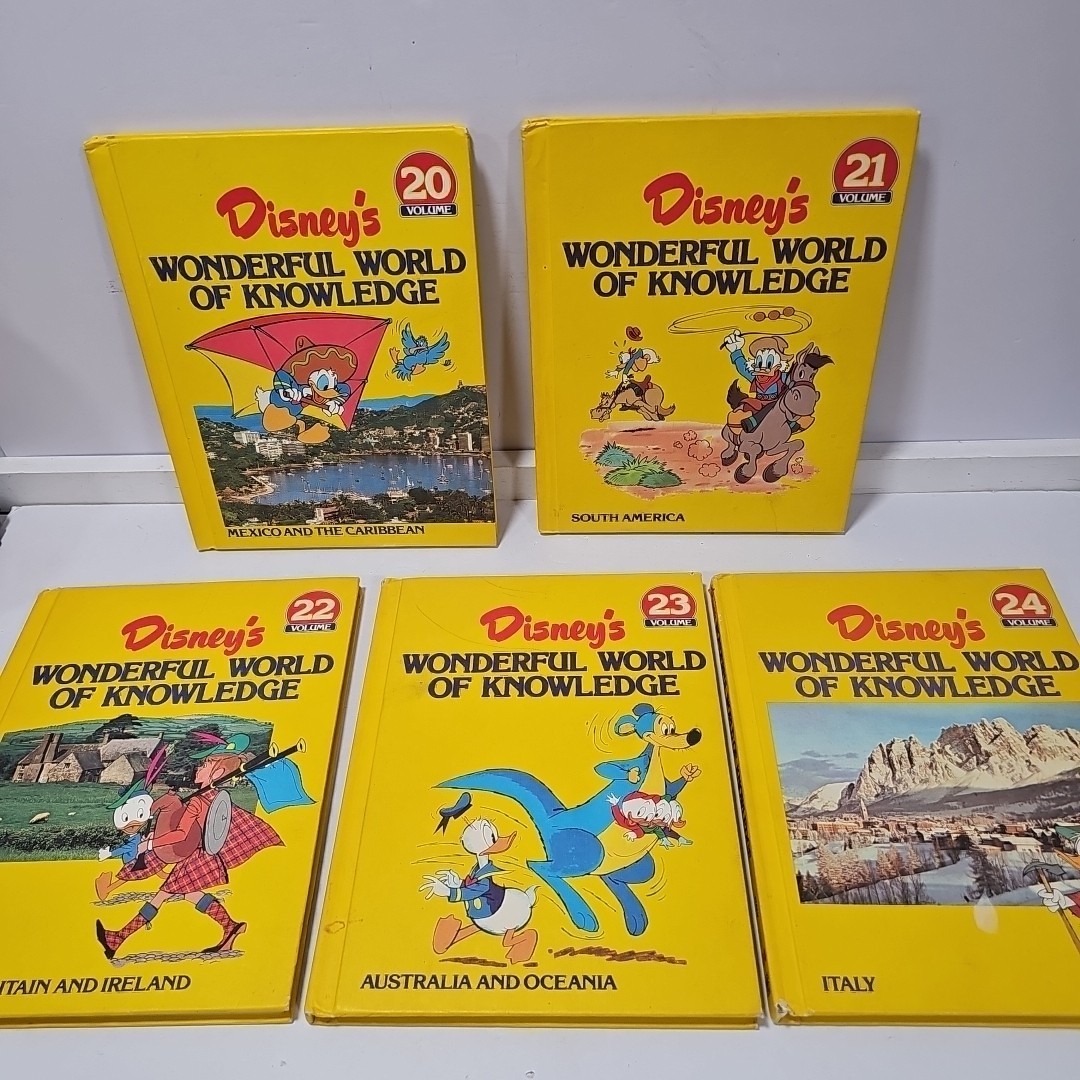 20
VOLUME
Disney's
WONDERFUL WORLD
OF KNOWLEDGE
MEXICO AND THE CARIBBEAN
21
VOLUME
Disney's
WONDERFUL WORLD
OF KNOWLEDGE
SOUTH AMERICA
22
VOLUME
Disney's
WONDERFUL WORLD
OF KNOWLEDGE
ITAIN AND IRELAND
23
VOLUME
Disney's
WONDERFUL WORLD
OF KNOWLEDGE
AUSTRALIA AND OCEANIA
24
VOLUME
Disney's
WONDERFUL WORLD
OF KNOWLEDGE
ITALY